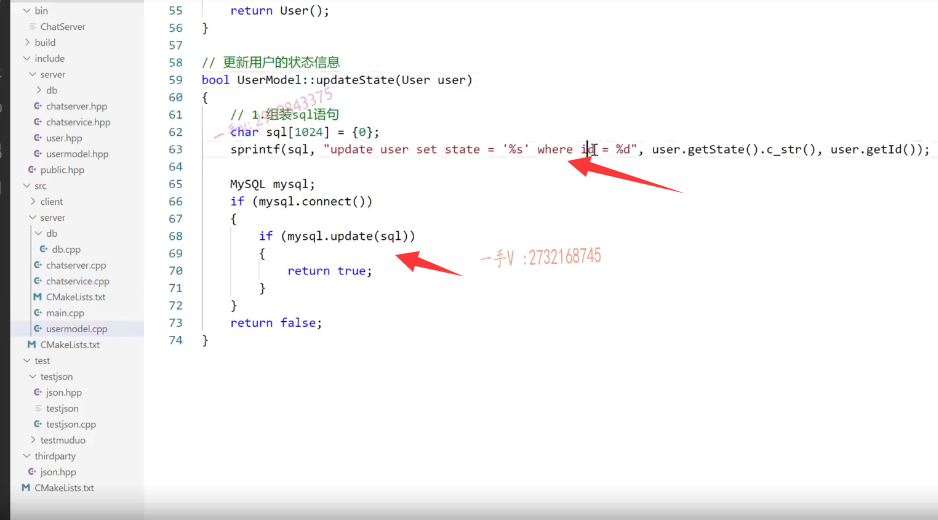 bin
ChatServer
build
include
server
db
chatserver.hpp
chatservice.hpp
user.hpp
usermodel.hpp
public.hpp
src
client
server
db
db.cpp
chatserver.cpp
chatservice.cpp
CMakeLists.txt
main.cpp
usermodel.cpp
CMakeLists.txt
test
testjson
json.hpp
testjson
testjson.cpp
testmuduo
thirdparty
json.hpp
CMakeLists.txt
55 return User();
56 }
57
58 // 更新用户的状态信息
59 bool UserModel::updateState(User user)
60 {
61 // 1.组装sql语句
62 char sql[1024] = {0};
63 sprintf(sql, "update user set state = '%s' where id = %d", user.getState().c_str(), user.getId());
64
65 MySQL mysql;
66 if (mysql.connect())
67 {
68 if (mysql.update(sql))
69 {
70 return true;
71 }
72 }
73 return false;
74 }
一手V :2732168745